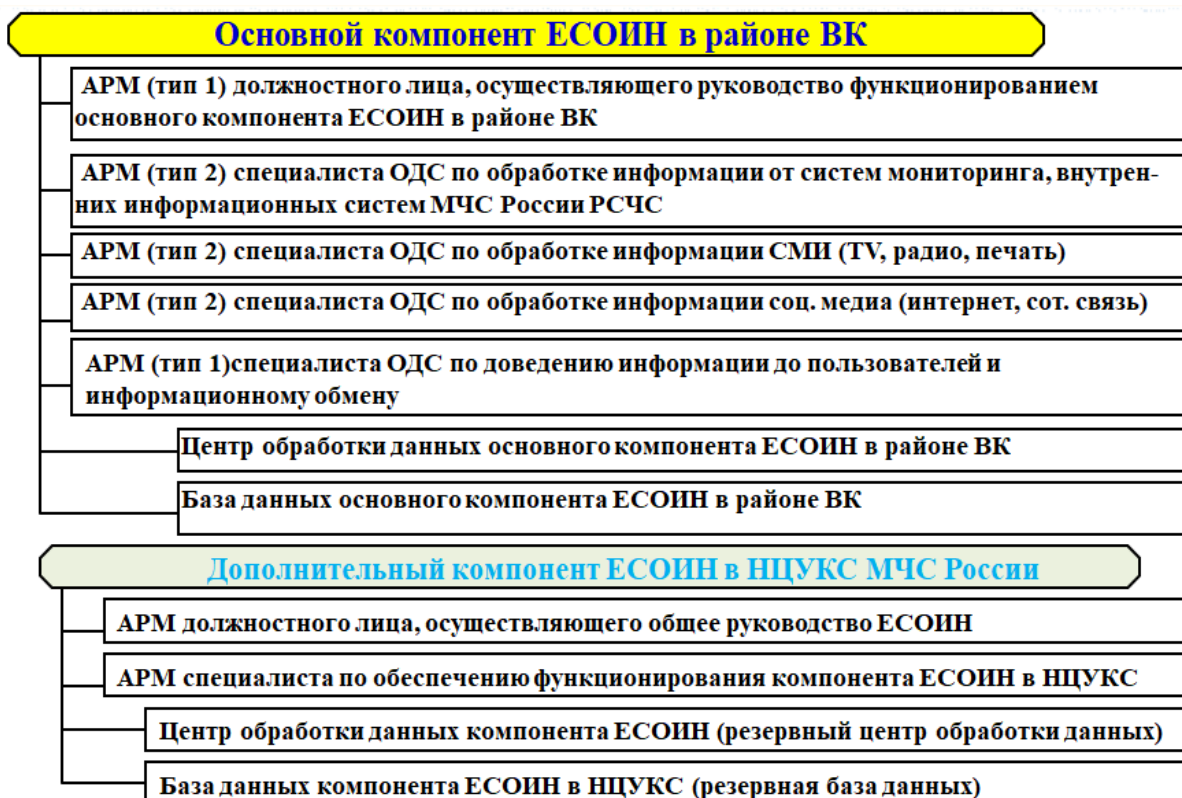 Основной компонент ЕСОИН в районе ВК
АРМ (тип 1) должностного лица, осуществляющего руководство функционированием
основного компонента ЕСОИН в районе ВК
АРМ (тип 2) специалиста ОДС по обработке информации от систем мониторинга, внутрен-
них информационных систем МЧС России РСЧС
АРМ (тип 2) специалиста ОДС по обработке информации СМИ (TV, радио, печать)
АРМ (тип 2) специалиста ОДС по обработке информации соц. медиа (интернет, сот. связь)
АРМ (тип 1)специалиста ОДС по доведению информации до пользователей и
информационному обмену
Центр обработки данных основного компонента ЕСОИН в районе ВК
База данных основного компонента ЕСОИН в районе ВК
Дополнительный компонент ЕСОИН в НЦУКС МЧС России
АРМ должностного лица, осуществляющего общее руководство ЕСОИН
АРМ специалиста по обеспечению функционирования компонента ЕСОИН в НЦУКС
Центр обработки данных компонента ЕСОИН (резервный центр обработки данных)
База данных компонента ЕСОИН в НЦУКС (резервная база данных)